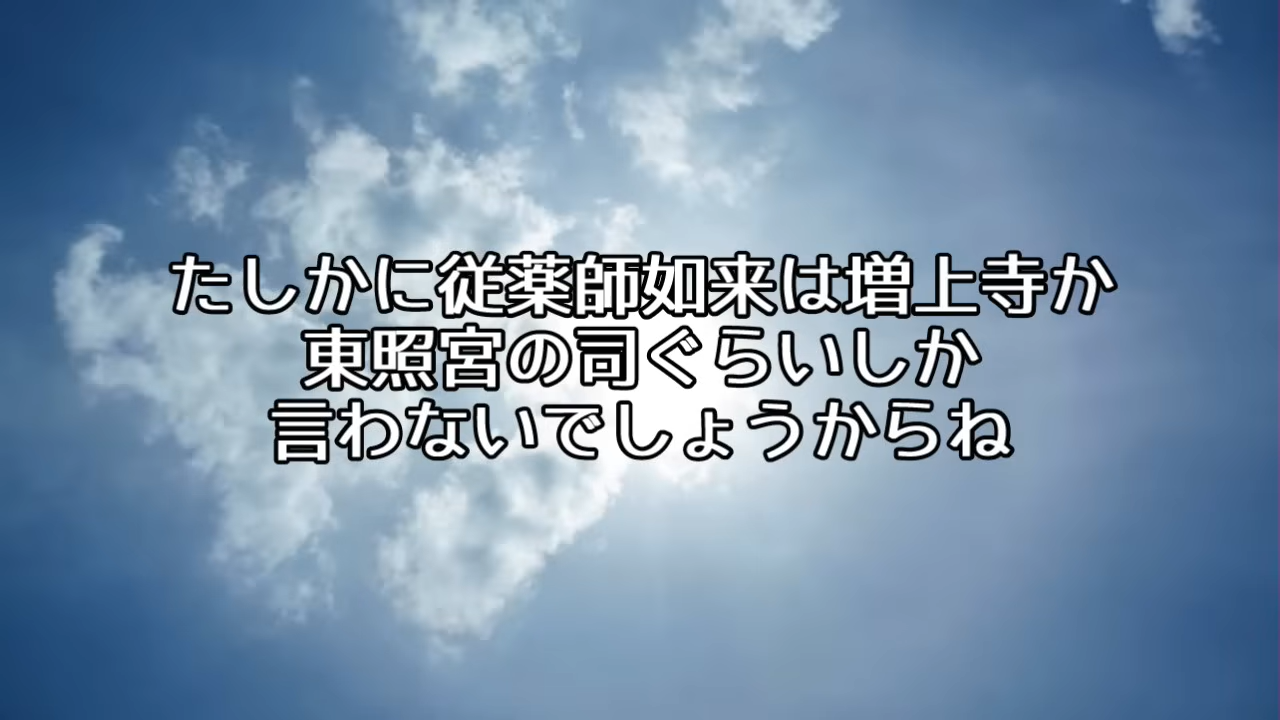 たしかに従薬師如来は増上寺か
東照宮の司ぐらいしか
言わないでしょうからね